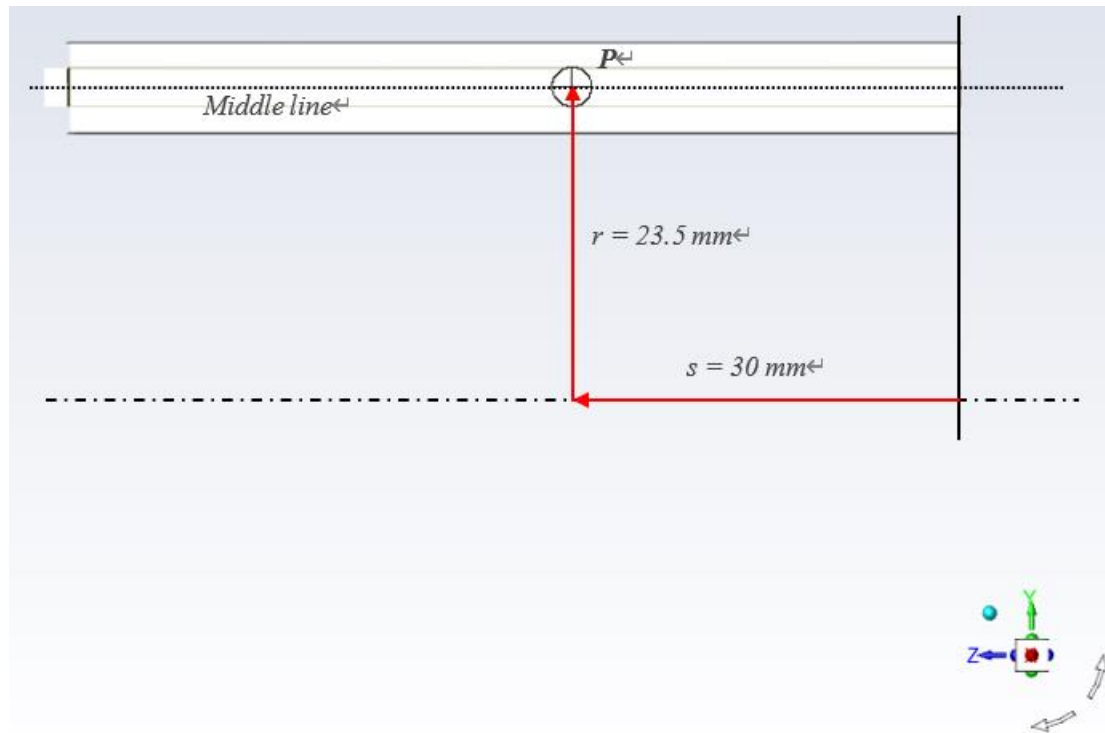 P↵
Middle line↵
r = 23.5 mm↵
s = 30 mm↵
Y
Z